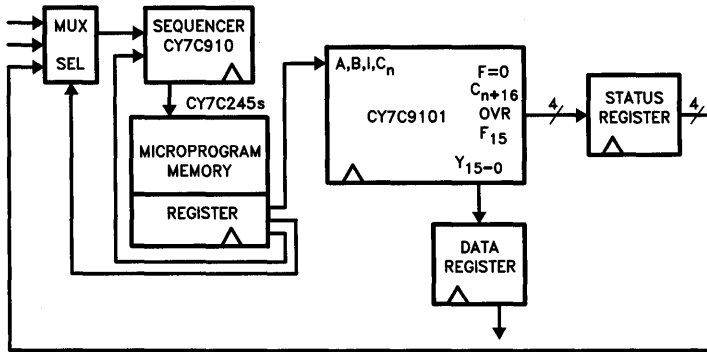 MUX
SEL
SEQUENCER
CY7C910
CY7C245s
MICROPROGRAM
MEMORY
REGISTER
A,B,I,Cn
CY7C9101
F=0
Cn+16
OVR
F15
Y15-0
4
STATUS
REGISTER
4
DATA
REGISTER